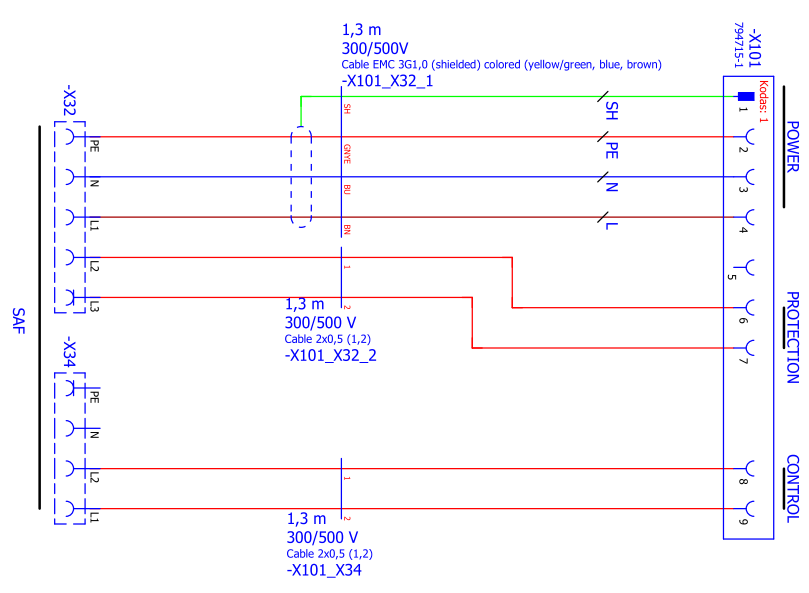 1,3 m
300/500V
Cable EMC 3G1,0 (shielded) colored (yellow/green, blue, brown)
-X101_X32_1
-X101
794715-1
Kodas: 1
-X32
PE
N
L1
L2
L3
SH
GNYE
BU
BN
1
2
SH
PE
N
L
1
2
3
4
5
6
7
8
9
POWER
PROTECTION
CONTROL
1,3 m
300/500 V
Cable 2x0,5 (1,2)
-X101_X32_2
SAF
-X34
PE
N
L2
L1
1
2
1,3 m
300/500 V
Cable 2x0,5 (1,2)
-X101_X34